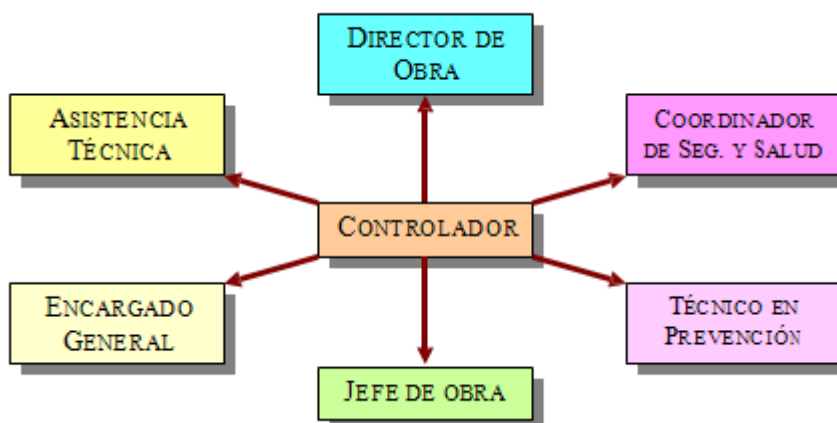 DIRECTOR DE
OBRA
ASISTENCIA
TÉCNICA
COORDINADOR
DE SEG. Y SALUD
CONTROLADOR
ENCARGADO
GENERAL
TÉCNICO EN
PREVENCIÓN
JEFE DE OBRA